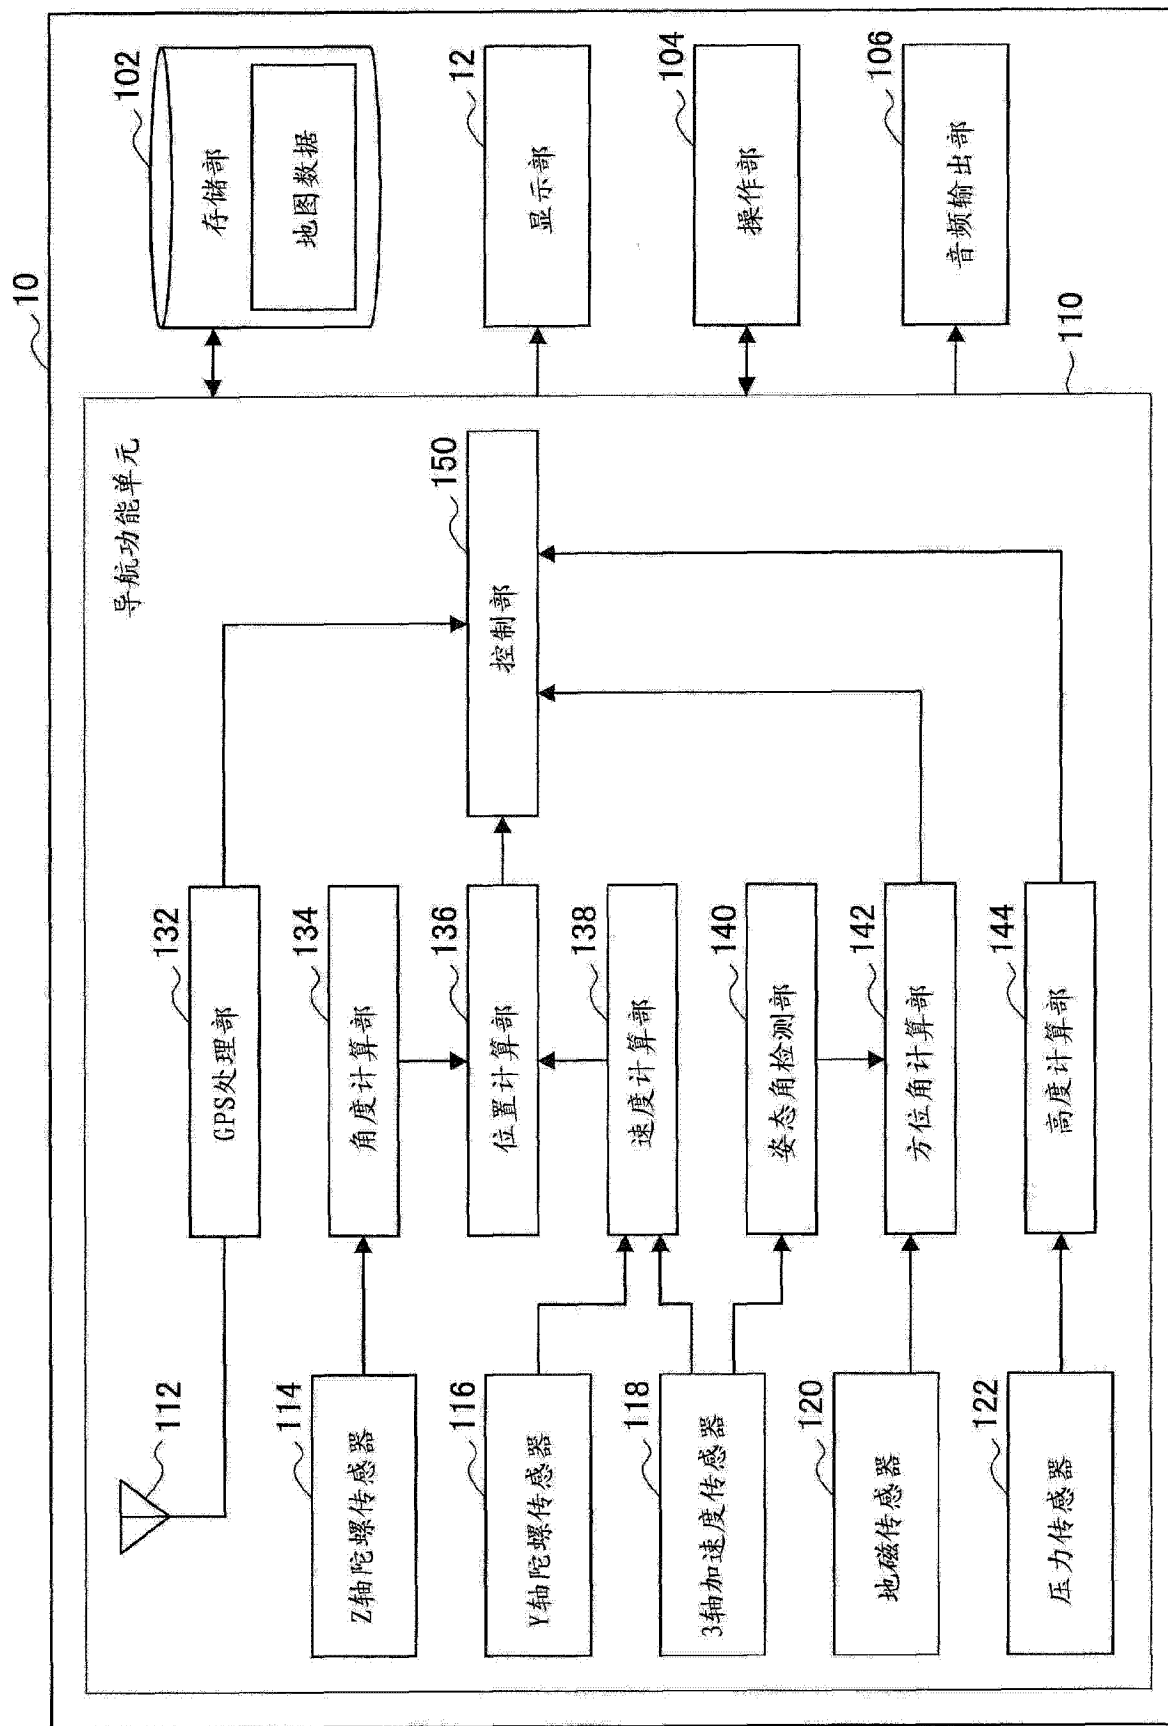 10
导航功能单元
110
112
GPS处理部
132
Z轴陀螺传感器
114
角度计算部
134
位置计算部
136
控制部
150
Y轴陀螺传感器
116
速度计算部
138
3轴加速度传感器
118
姿态角检测部
140
地磁传感器
120
方位角计算部
142
压力传感器
122
高度计算部
144
存储部
地图数据
102
显示部
12
操作部
104
音频输出部
106